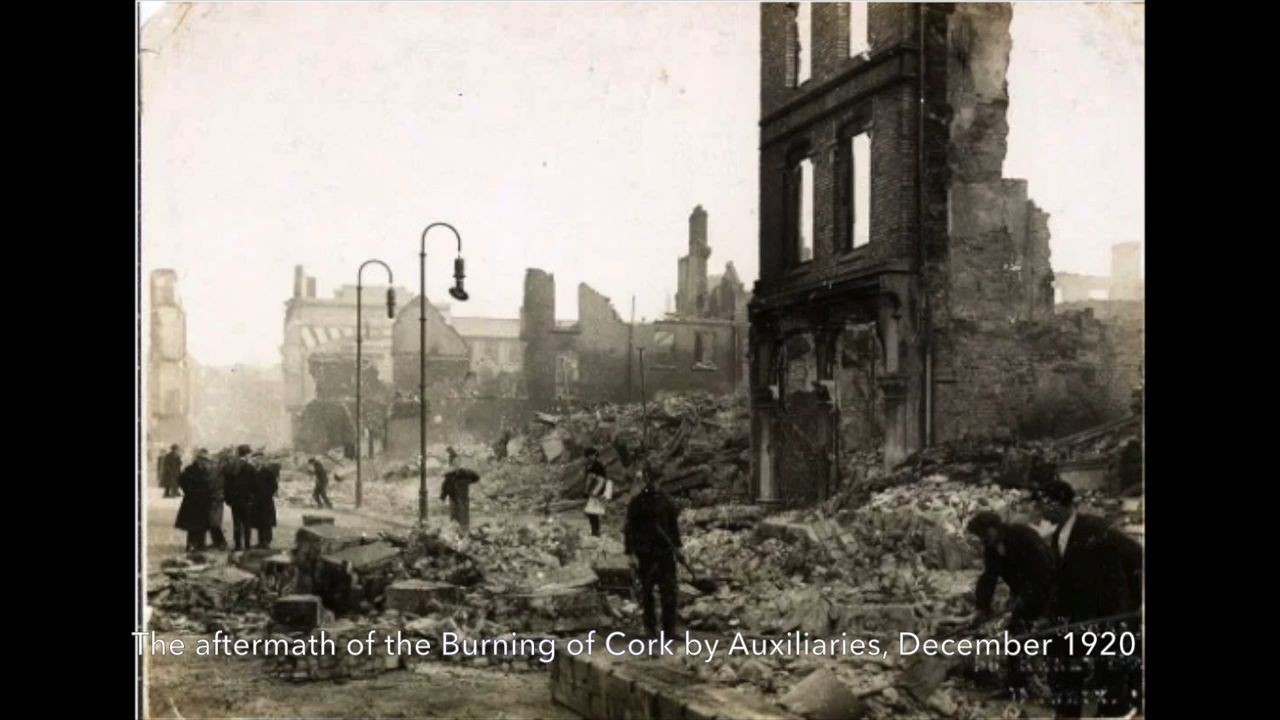 The aftermath of the Burning of Cork by Auxiliaries, December 1920